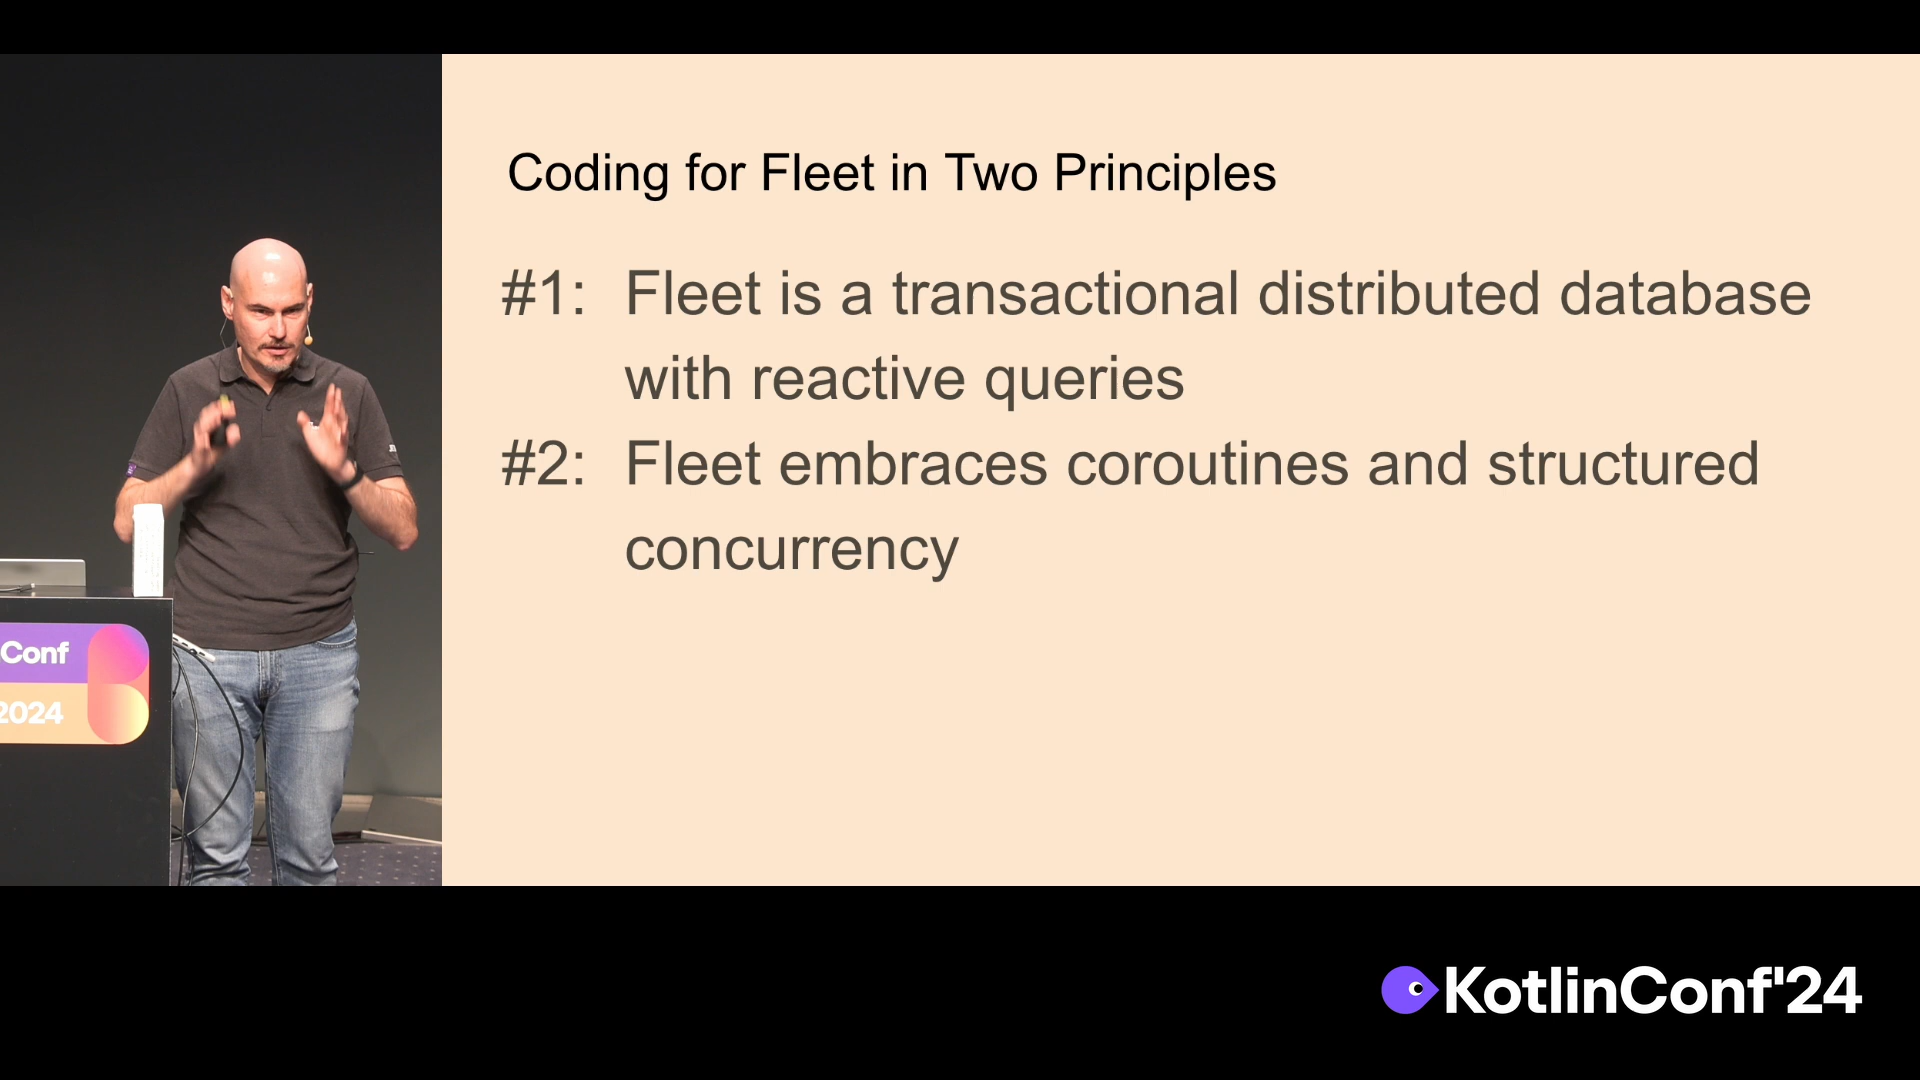 Coding for Fleet in Two Principles
#1: Fleet is a transactional distributed database
with reactive queries
#2: Fleet embraces coroutines and structured
concurrency
Conf
2024
KotlinConf'24